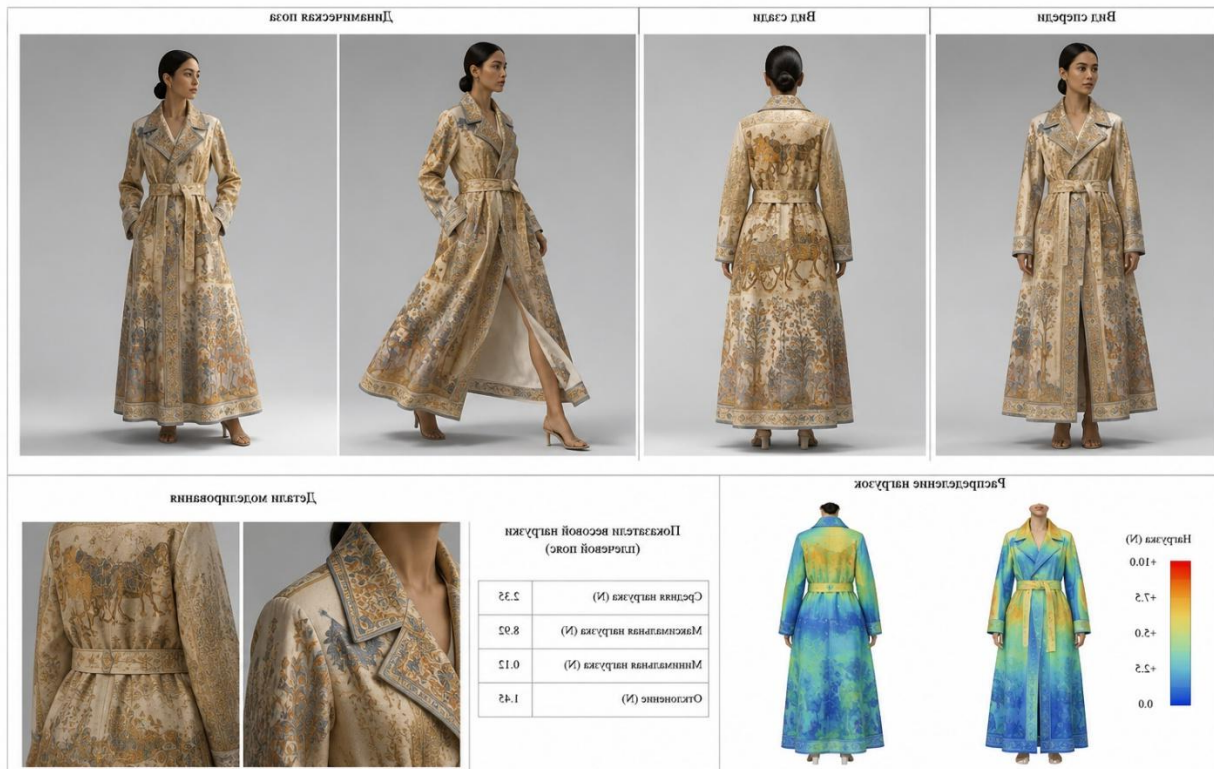 Вид спереди
Вид сзади
Динамическая поза
Распределение нагрузок
Нагрузка (N)
+10.0
+7.5
+5.0
+2.5
0.0
Показатели весовой нагрузки
(плечевой пояс)
Средняя нагрузка (N) 2.35
Максимальная нагрузка (N) 8.92
Минимальная нагрузка (N) 0.12
Отклонение (N) 1.45
Детали моделирования